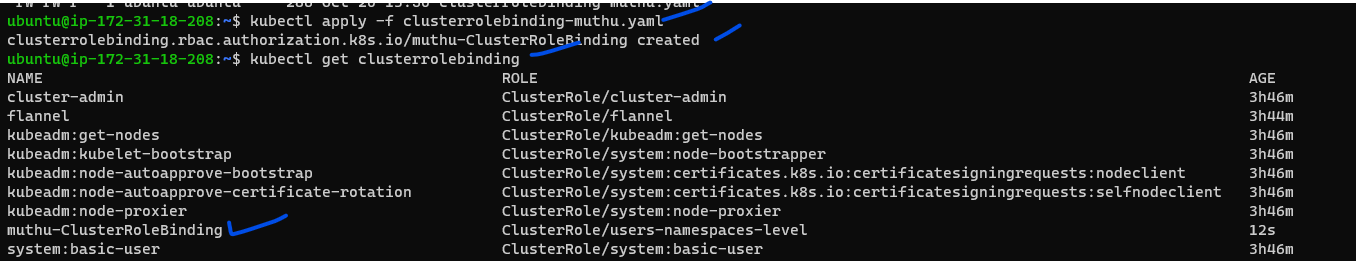 -rw-rw-r-- 1 ubuntu ubuntu 286 Oct 26 15:50 clusterrolebinding-muthu.yaml
ubuntu@ip-172-31-18-208:~$ kubectl apply -f clusterrolebinding-muthu.yaml
clusterrolebinding.rbac.authorization.k8s.io/muthu-ClusterRoleBinding created
ubuntu@ip-172-31-18-208:~$ kubectl get clusterrolebinding
NAME ROLE AGE
cluster-admin ClusterRole/cluster-admin 3h46m
flannel ClusterRole/flannel 3h44m
kubeadm:get-nodes ClusterRole/kubeadm:get-nodes 3h46m
kubeadm:kubelet-bootstrap ClusterRole/system:node-bootstrapper 3h46m
kubeadm:node-autoapprove-bootstrap ClusterRole/system:certificates.k8s.io:certificatesigningrequests:nodeclient 3h46m
kubeadm:node-autoapprove-certificate-rotation ClusterRole/system:certificates.k8s.io:certificatesigningrequests:selfnodeclient 3h46m
kubeadm:node-proxier ClusterRole/system:node-proxier 3h46m
muthu-ClusterRoleBinding ClusterRole/users-namespaces-level 12s
system:basic-user ClusterRole/system:basic-user 3h46m